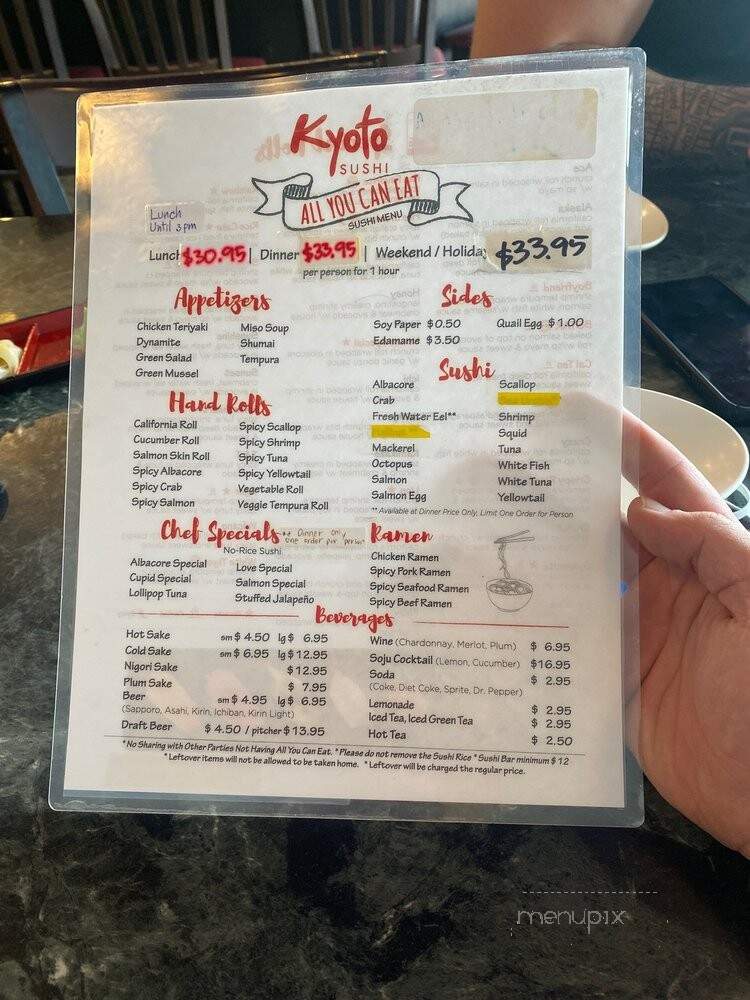 Kyoto
SUSHI
ALL YOU CAN EAT
SUSHI MENU
Lunch
Until 3pm
Lunch $30.95 | Dinner $33.95 | Weekend / Holiday $33.95
per person for 1 hour
Appetizers
Chicken Teriyaki
Dynamite
Green Salad
Green Mussel
Miso Soup
Shumai
Tempura
Sides
Soy Paper $0.50
Edamame $3.50
Quail Egg $1.00
Hand Rolls
California Roll
Cucumber Roll
Salmon Skin Roll
Spicy Albacore
Spicy Crab
Spicy Salmon
Spicy Scallop
Spicy Shrimp
Spicy Tuna
Spicy Yellowtail
Vegetable Roll
Veggie Tempura Roll
Sushi
Albacore
Crab
Fresh Water Eel**
Mackerel
Octopus
Salmon
Salmon Egg
Scallop
Shrimp
Squid
Tuna
White Fish
White Tuna
Yellowtail
** Available at Dinner Price Only, Limit One Order for Person
Chef Specials
** Dinner only
one order per person
No-Rice Sushi
Albacore Special
Cupid Special
Lollipop Tuna
Love Special
Salmon Special
Stuffed Jalapeño
Ramen
Chicken Ramen
Spicy Pork Ramen
Spicy Seafood Ramen
Spicy Beef Ramen
Beverages
Hot Sake sm $ 4.50 lg $ 6.95
Cold Sake sm $ 6.95 lg $ 12.95
Nigori Sake $12.95
Plum Sake $ 7.95
Beer sm $ 4.95 lg $ 6.95
(Sapporo, Asahi, Kirin, Ichiban, Kirin Light)
Draft Beer $ 4.50 / pitcher $ 13.95
Wine (Chardonnay, Merlot, Plum) $ 6.95
Soju Cocktail (Lemon, Cucumber) $16.95
Soda $ 2.95
(Coke, Diet Coke, Sprite, Dr. Pepper)
Lemonade $ 2.95
Iced Tea, Iced Green Tea $ 2.95
Hot Tea $ 2.50
*No Sharing with Other Parties Not Having All You Can Eat. *Please do not remove the Sushi Rice *Sushi Bar minimum $ 12
*Leftover items will not be allowed to be taken home. *Leftover will be charged the regular price.
menupix